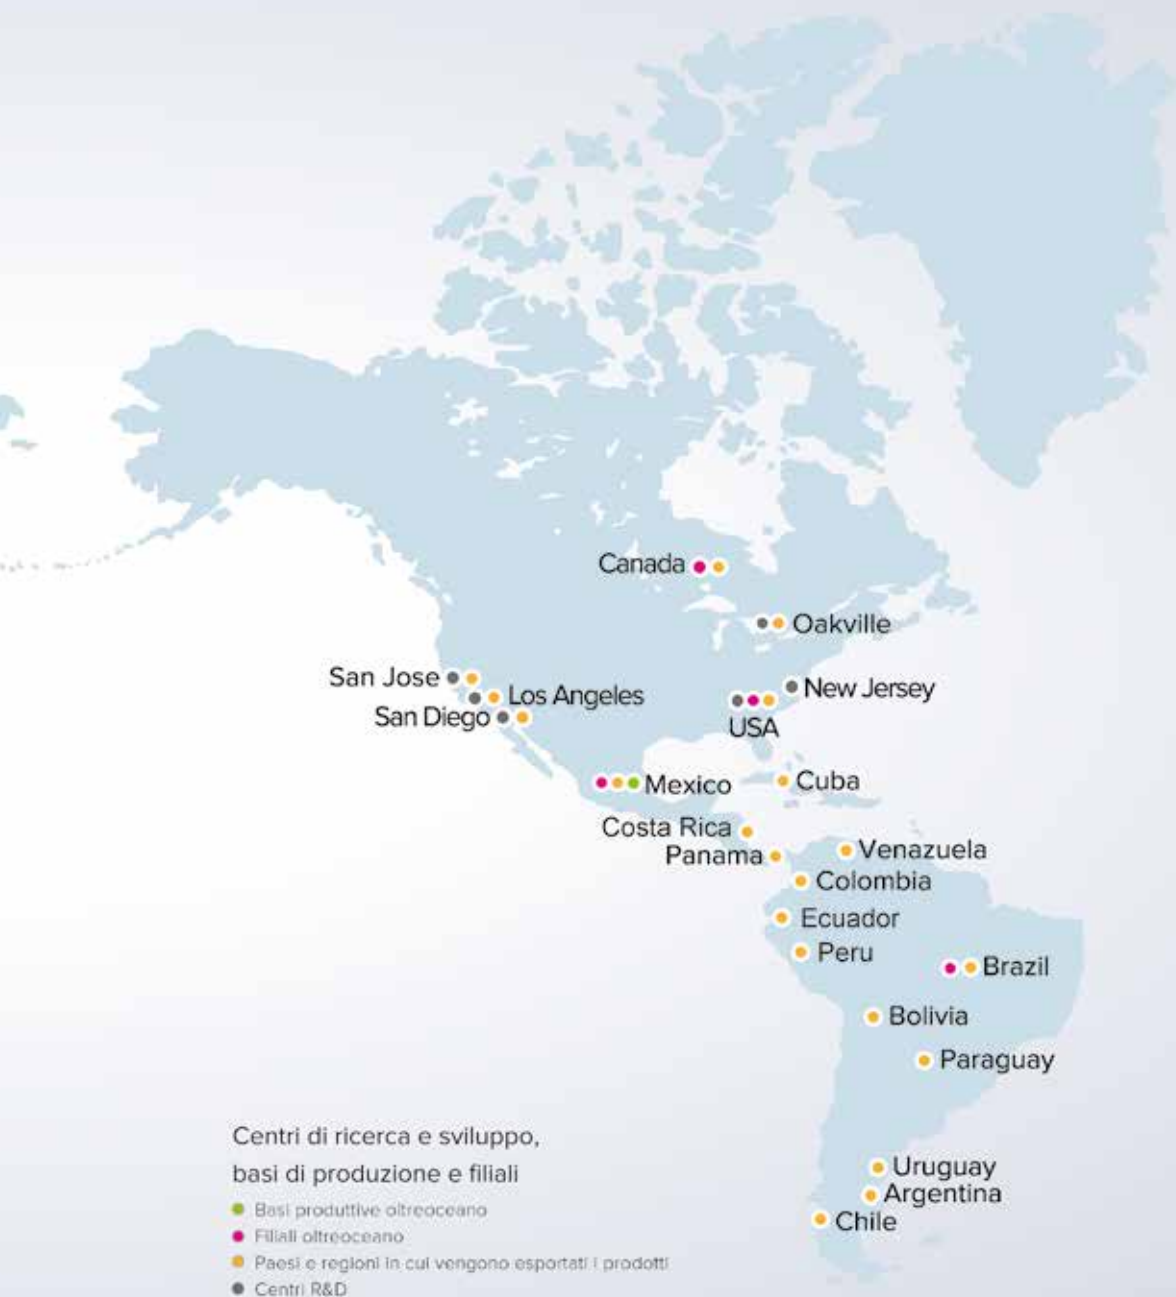 Canada
Oakville
San Jose
Los Angeles
New Jersey
San Diego
USA
Mexico
Cuba
Costa Rica
Panama
Venazuela
Colombia
Ecuador
Peru
Brazil
Bolivia
Paraguay
Uruguay
Argentina
Chile
Centri di ricerca e sviluppo,
basi di produzione e filiali
Basi produttive oltreoceano
Filiali oltreoceano
Paesi e regioni in cui vengono esportati i prodotti
Centri R&D